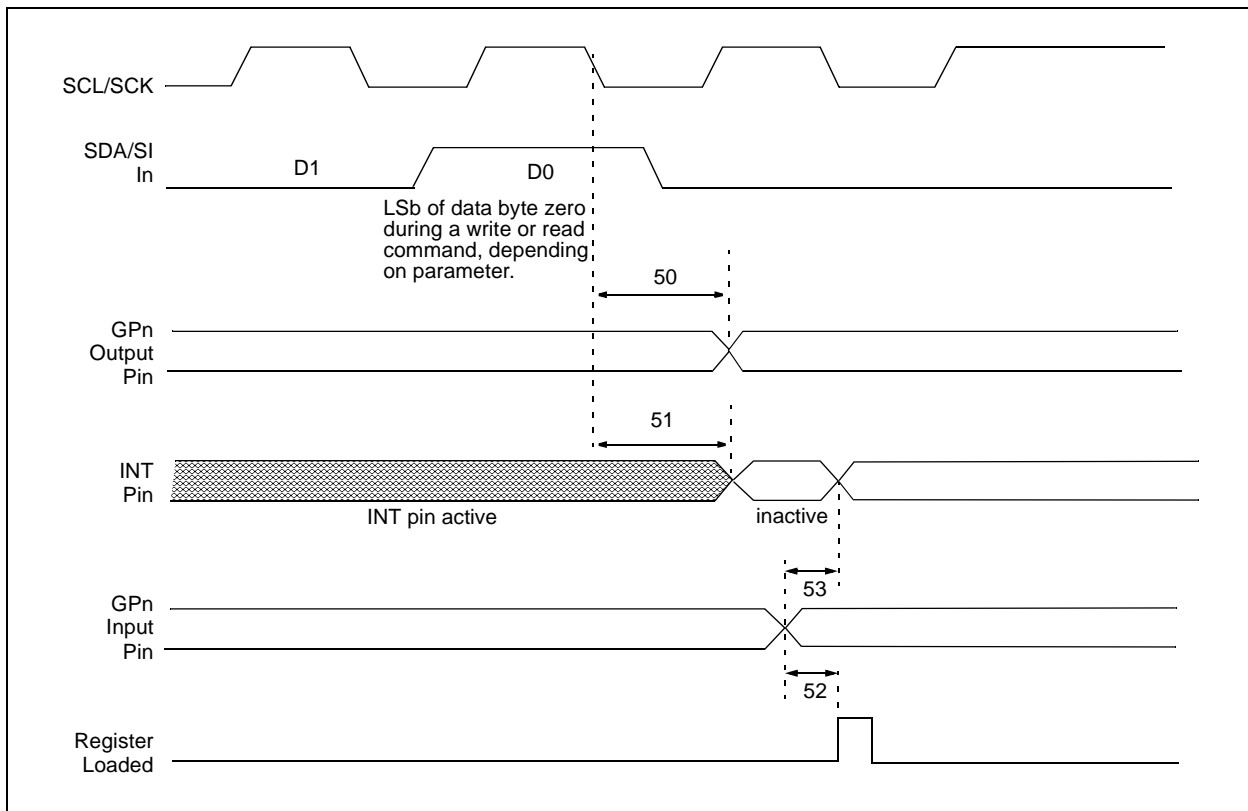 SCL/SCK
SDA/SI
In
D1
D0
LSb of data byte zero
during a write or read
command, depending
on parameter.
50
GPn
Output
Pin
51
INT
Pin
INT pin active
inactive
53
GPn
Input
Pin
52
Register
Loaded